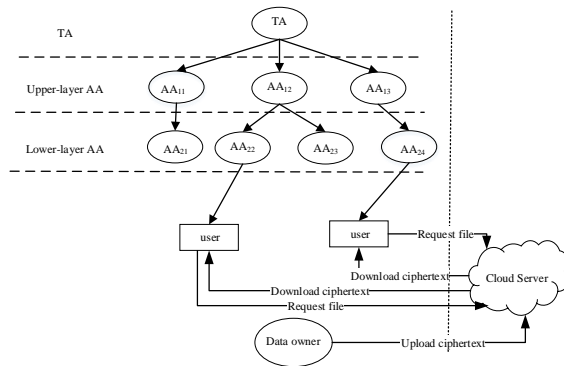 TA
TA
Upper-layer AA
AA11
AA12
AA13
Lower-layer AA
AA21
AA22
AA23
AA24
user
user
Request file
Download ciphertext
Cloud Server
Download ciphertext
Request file
Data owner
Upload ciphertext